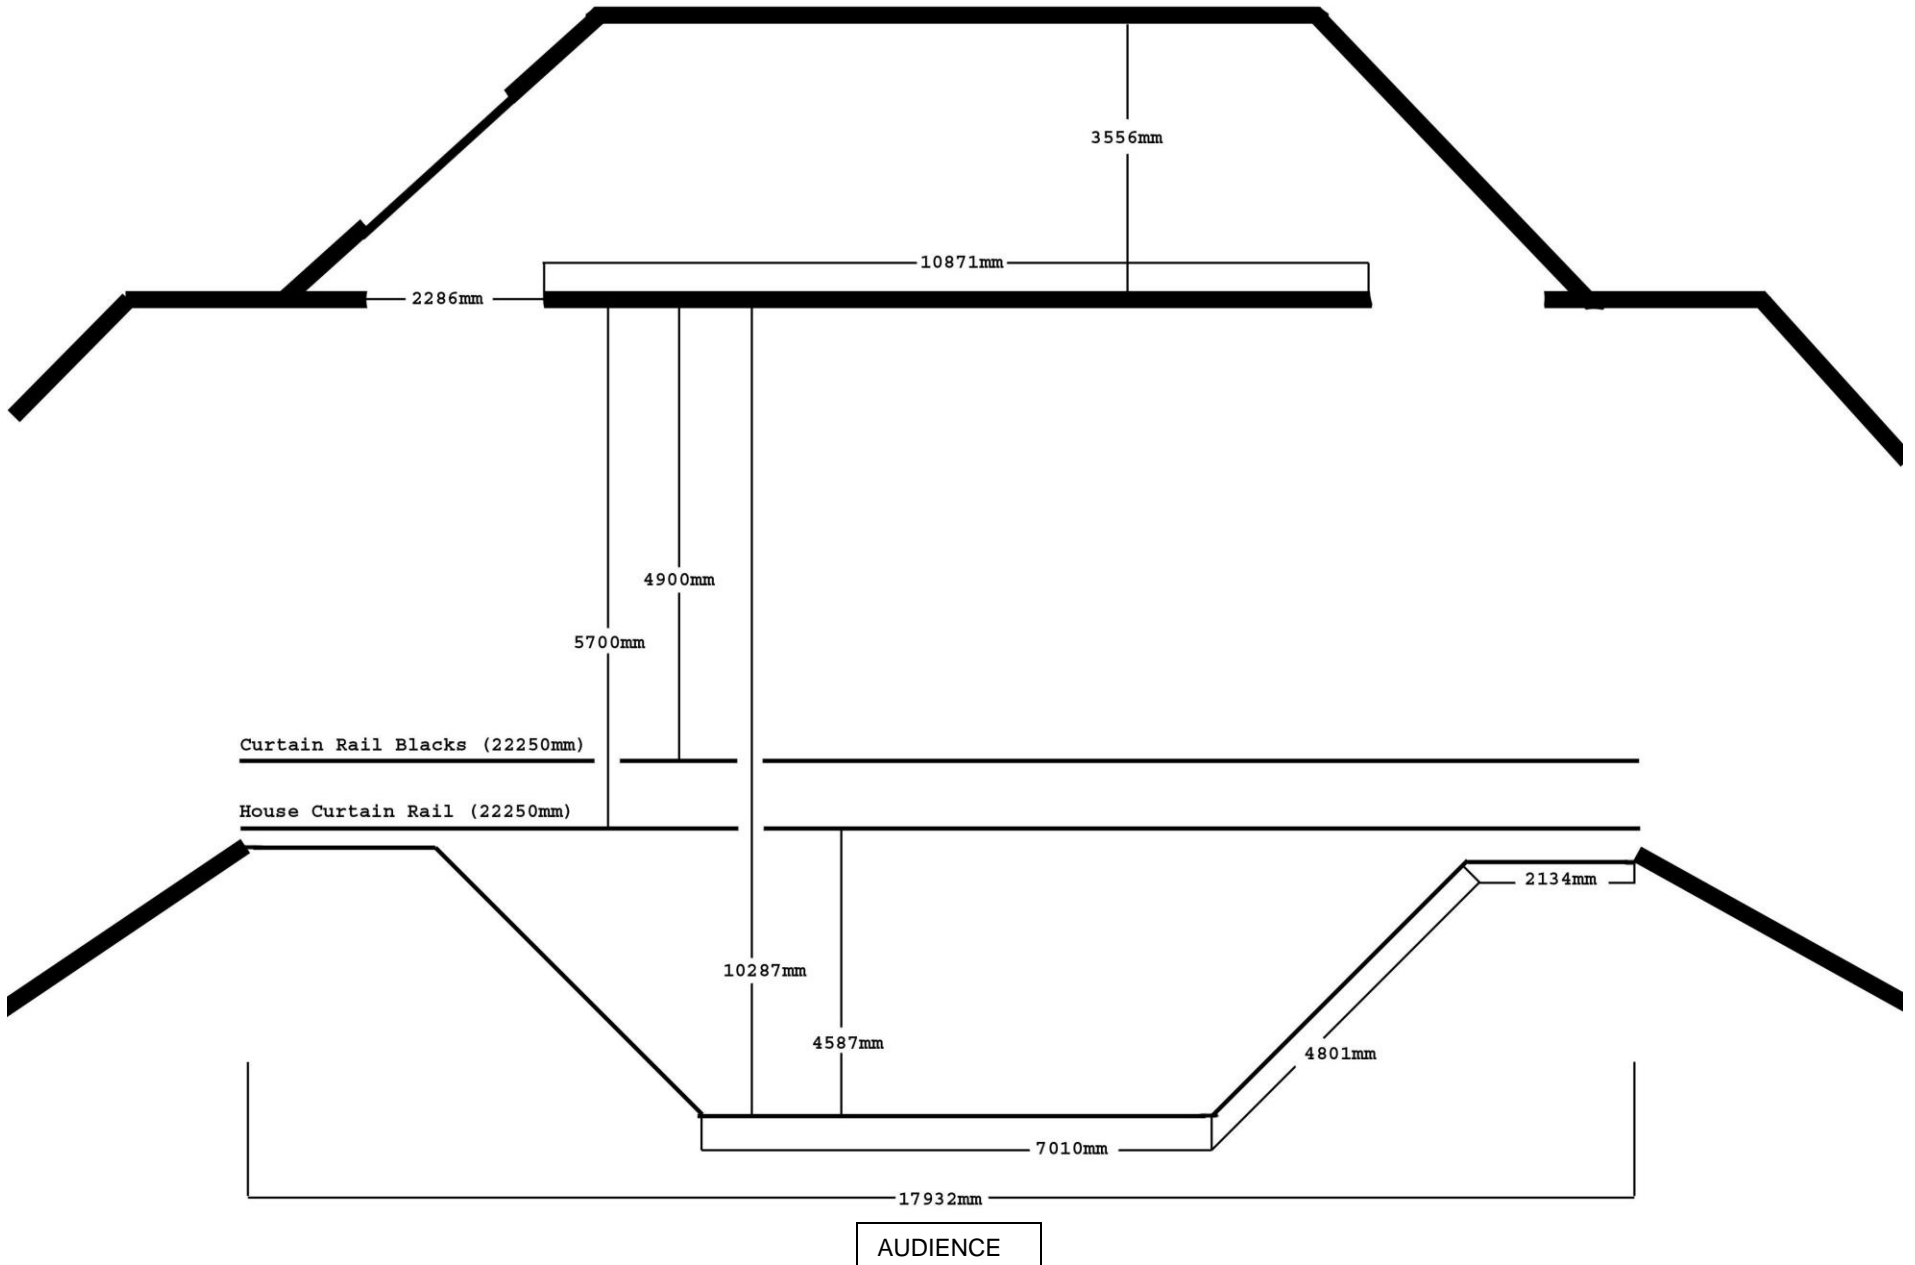 3556mm
10871mm
2286mm
4900mm
5700mm
Curtain Rail Blacks (22250mm)
House Curtain Rail (22250mm)
2134mm
10287mm
4587mm
4801mm
7010mm
17932mm
AUDIENCE